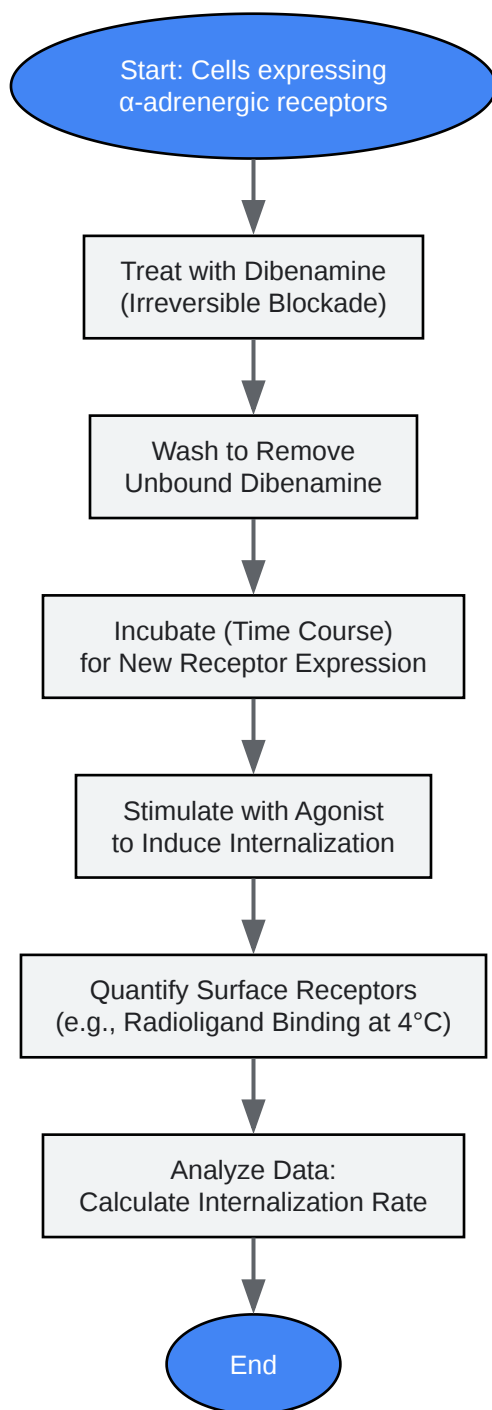 Start: Cells expressing
α-adrenergic receptors
Treat with Dibenamine
(Irreversible Blockade)
Wash to Remove
Unbound Dibenamine
Incubate (Time Course)
for New Receptor Expression
Stimulate with Agonist
to Induce Internalization
Quantify Surface Receptors
(e.g., Radioligand Binding at 4°C)
Analyze Data:
Calculate Internalization Rate
End